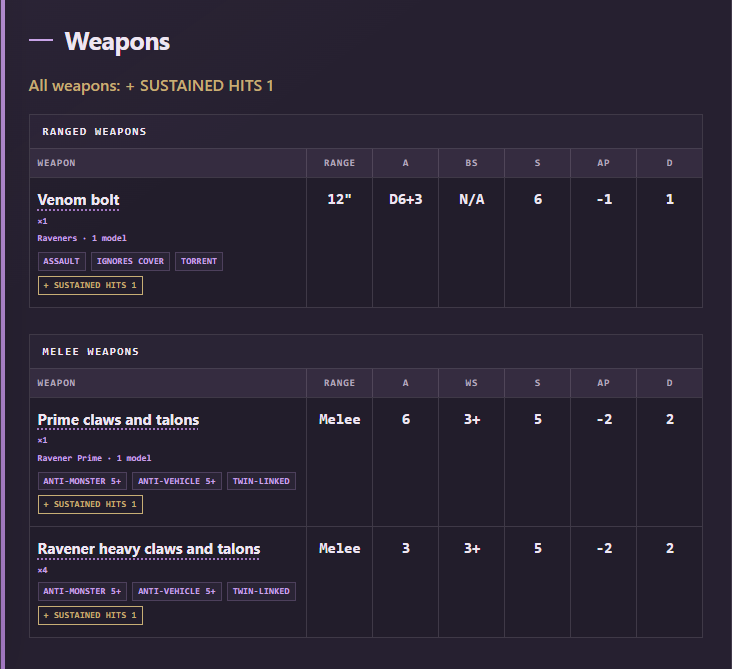 Weapons
All weapons: + SUSTAINED HITS 1
RANGED WEAPONS
WEAPON RANGE A BS S AP D
Venom bolt 12" D6+3 N/A 6 -1 1
×1
Raveners · 1 model
ASSAULT IGNORES COVER TORRENT
+ SUSTAINED HITS 1
MELEE WEAPONS
WEAPON RANGE A WS S AP D
Prime claws and talons Melee 6 3+ 5 -2 2
×1
Ravener Prime · 1 model
ANTI-MONSTER 5+ ANTI-VEHICLE 5+ TWIN-LINKED
+ SUSTAINED HITS 1
Ravener heavy claws and talons Melee 3 3+ 5 -2 2
×4
ANTI-MONSTER 5+ ANTI-VEHICLE 5+ TWIN-LINKED
+ SUSTAINED HITS 1